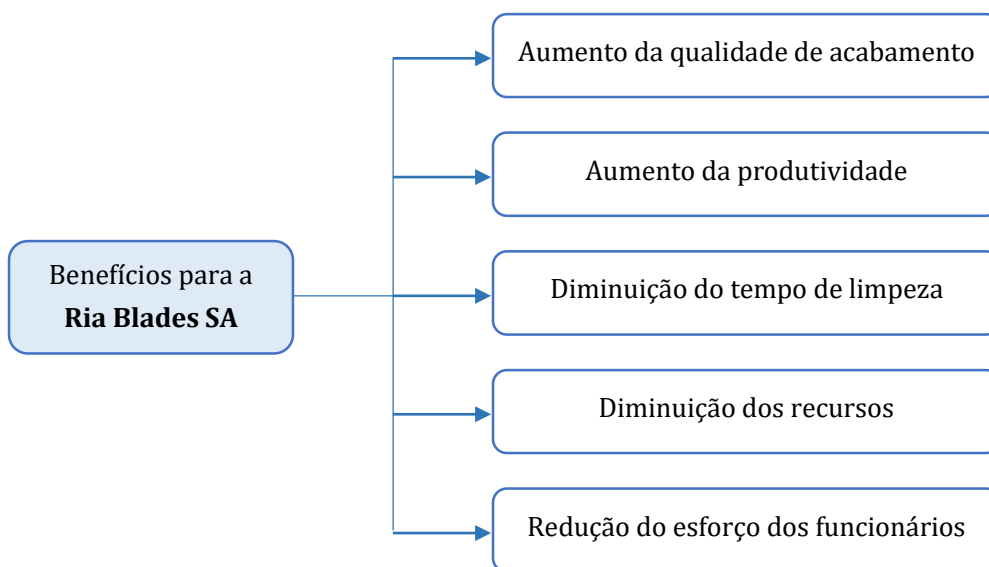 Aumento da qualidade de acabamento
Aumento da produtividade
Benefícios para a
Ria Blades SA
Diminuição do tempo de limpeza
Diminuição dos recursos
Redução do esforço dos funcionários